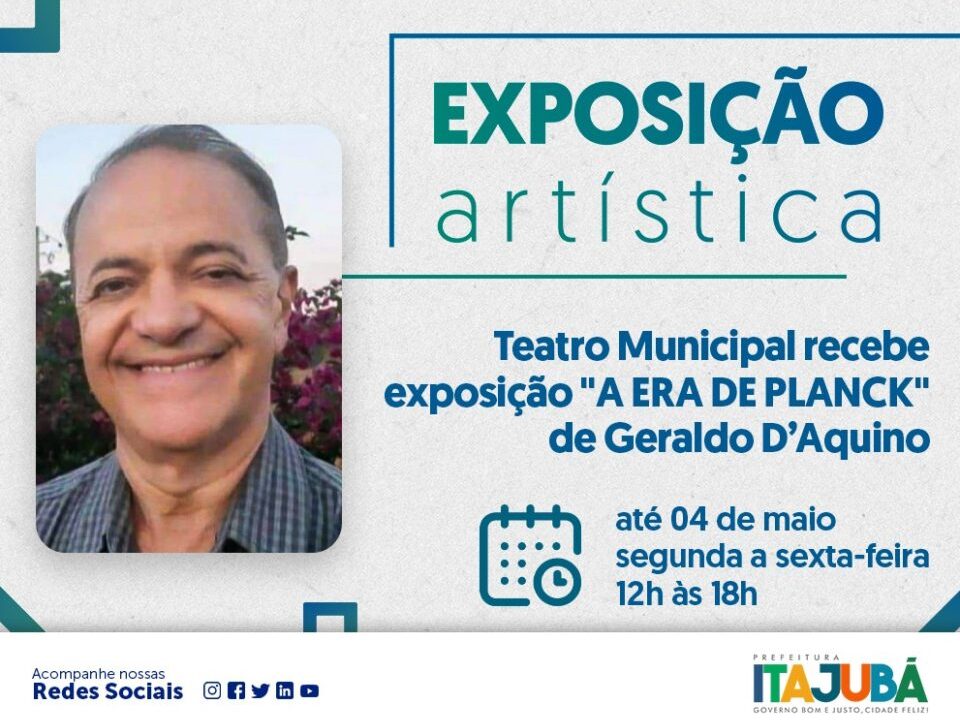 EXPOSIÇÃO
artística
Teatro Municipal recebe
exposição "A ERA DE PLANCK"
de Geraldo D’Aquino
até 04 de maio
segunda a sexta-feira
12h às 18h
Acompanhe nossas
Redes Sociais
PREFEITURA
ITAJUBÁ
GOVERNO BOM E JUSTO, CIDADE FELIZ!